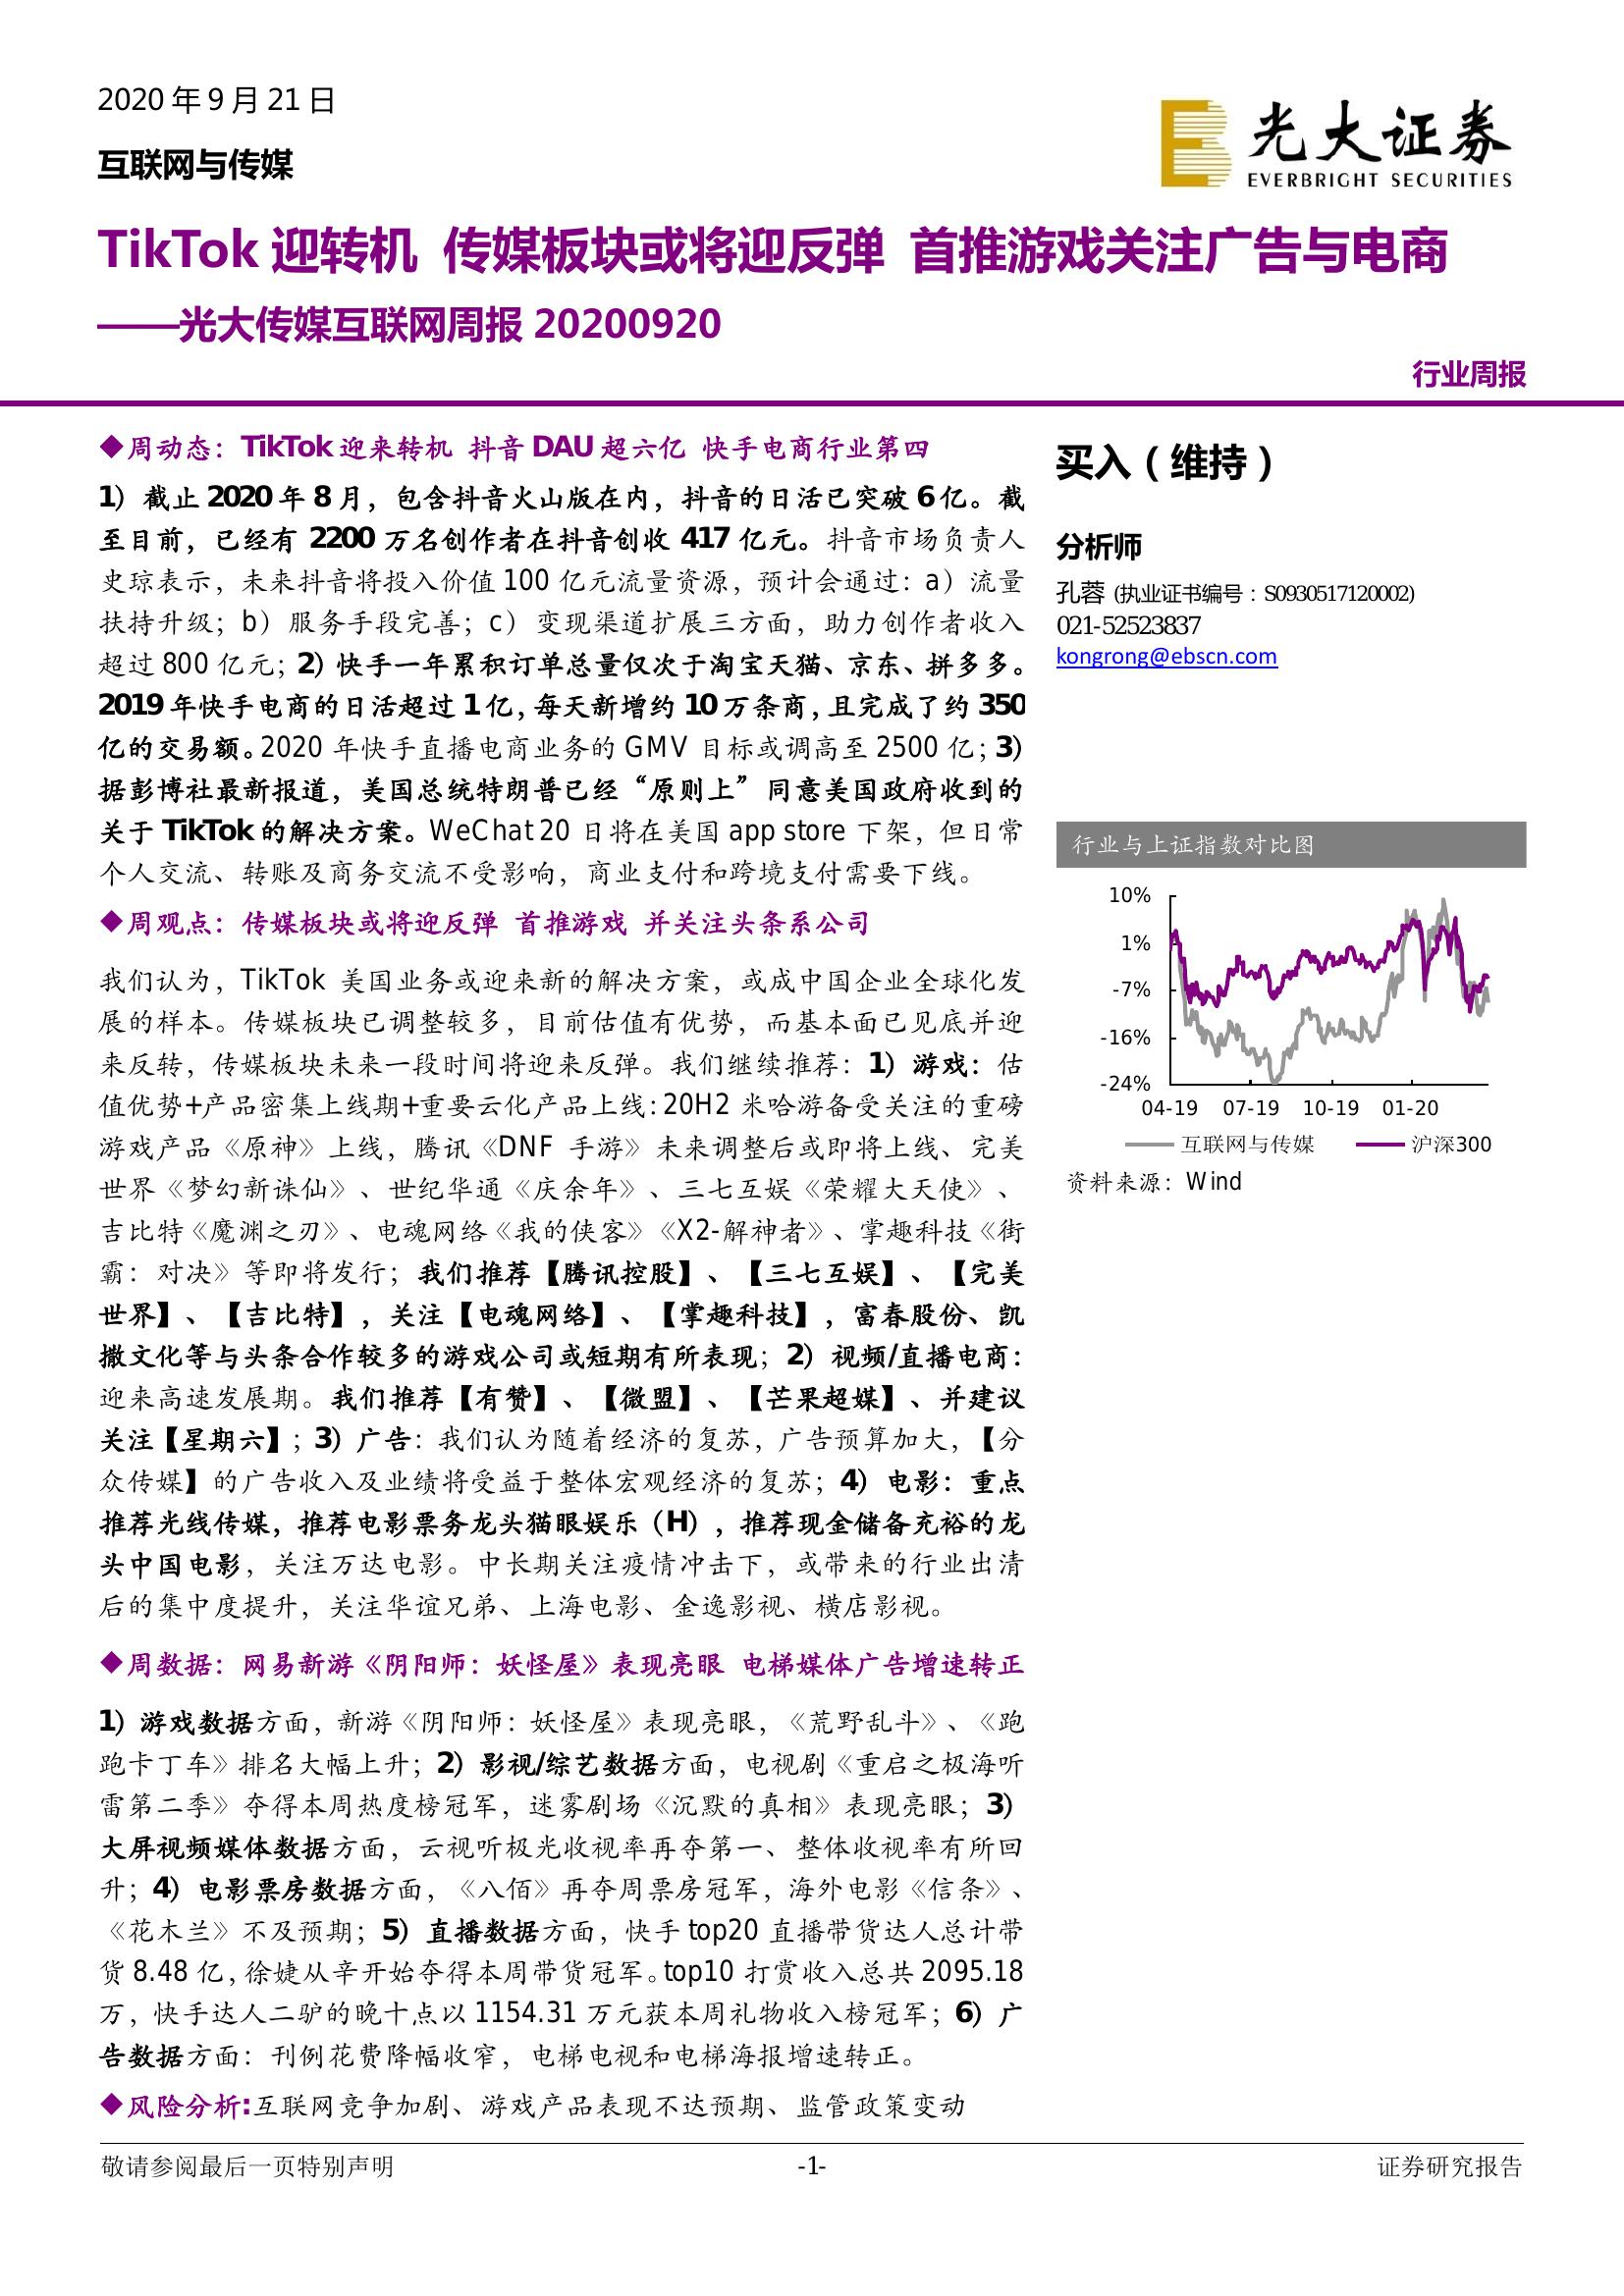 2020 年 9 月 21 日
互联网与传媒
光大证券
EVERBRIGHT SECURITIES
TikTok 迎转机 传媒板块或将迎反弹 首推游戏关注广告与电商
——光大传媒互联网周报 20200920
行业周报
◆周动态：TikTok 迎来转机 抖音 DAU 超六亿 快手电商行业第四
1）截止 2020 年 8 月，包含抖音火山版在内，抖音的日活已突破 6 亿。截
至目前，已经有 2200 万名创作者在抖音创收 417 亿元。抖音市场负责人
史琼表示，未来抖音将投入价值 100 亿元流量资源，预计会通过：a）流量
扶持升级；b）服务手段完善；c）变现渠道扩展三方面，助力创作者收入
超过 800 亿元；2）快手一年累积订单总量仅次于淘宝天猫、京东、拼多多。
2019 年快手电商的日活超过 1 亿，每天新增约 10 万条商，且完成了约 350
亿的交易额。2020 年快手直播电商业务的 GMV 目标或调高至 2500 亿；3）
据彭博社最新报道，美国总统特朗普已经“原则上”同意美国政府收到的
关于 TikTok 的解决方案。WeChat 20 日将在美国 app store 下架，但日常
个人交流、转账及商务交流不受影响，商业支付和跨境支付需要下线。
◆周观点：传媒板块或将迎反弹 首推游戏 并关注头条系公司
我们认为，TikTok 美国业务或迎来新的解决方案，或成中国企业全球化发
展的样本。传媒板块已调整较多，目前估值有优势，而基本面已见底并迎
来反转，传媒板块未来一段时间将迎来反弹。我们继续推荐：1）游戏：估
值优势+产品密集上线期+重要云化产品上线：20H2 米哈游备受关注的重磅
游戏产品《原神》上线，腾讯《DNF 手游》未来调整后或即将上线、完美
世界《梦幻新诛仙》、世纪华通《庆余年》、三七互娱《荣耀大天使》、
吉比特《魔渊之刃》、电魂网络《我的侠客》《X2-解神者》、掌趣科技《街
霸：对决》等即将发行；我们推荐【腾讯控股】、【三七互娱】、【完美
世界】、【吉比特】，关注【电魂网络】、【掌趣科技】，富春股份、凯
撒文化等与头条合作较多的游戏公司或短期有所表现；2）视频/直播电商：
迎来高速发展期。我们推荐【有赞】、【微盟】、【芒果超媒】、并建议
关注【星期六】；3）广告：我们认为随着经济的复苏，广告预算加大，【分
众传媒】的广告收入及业绩将受益于整体宏观经济的复苏；4）电影：重点
推荐光线传媒，推荐电影票务龙头猫眼娱乐（H），推荐现金储备充裕的龙
头中国电影，关注万达电影。中长期关注疫情冲击下，或带来的行业出清
后的集中度提升，关注华谊兄弟、上海电影、金逸影视、横店影视。
◆周数据：网易新游《阴阳师：妖怪屋》表现亮眼 电梯媒体广告增速转正
1）游戏数据方面，新游《阴阳师：妖怪屋》表现亮眼，《荒野乱斗》、《跑
跑卡丁车》排名大幅上升；2）影视/综艺数据方面，电视剧《重启之极海听
雷第二季》夺得本周热度榜冠军，迷雾剧场《沉默的真相》表现亮眼；3）
大屏视频媒体数据方面，云视听极光收视率再夺第一、整体收视率有所回
升；4）电影票房数据方面，《八佰》再夺周票房冠军，海外电影《信条》、
《花木兰》不及预期；5）直播数据方面，快手 top20 直播带货达人总计带
货 8.48 亿，徐婕从辛开始夺得本周带货冠军。top10 打赏收入总共 2095.18
万，快手达人二驴的晚十点以 1154.31 万元获本周礼物收入榜冠军；6）广
告数据方面：刊例花费降幅收窄，电梯电视和电梯海报增速转正。
◆风险分析:互联网竞争加剧、游戏产品表现不达预期、监管政策变动
买入（维持）
分析师
孔蓉 (执业证书编号：S0930517120002)
021-52523837
kongrong@ebscn.com
行业与上证指数对比图
10%
1%
-7%
-16%
-24%
04-19 07-19 10-19 01-20
互联网与传媒 沪深300
资料来源：Wind
敬请参阅最后一页特别声明 -1- 证券研究报告